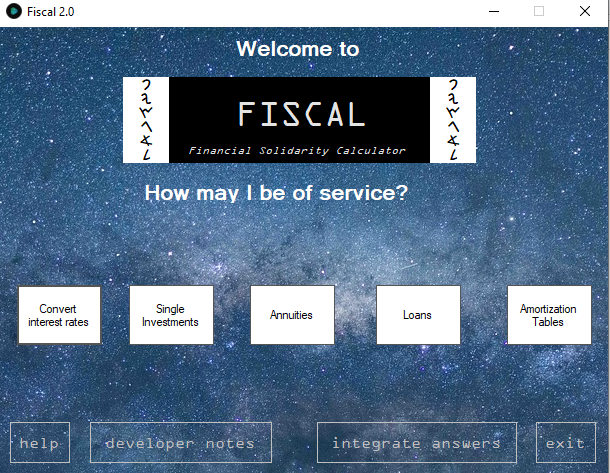 Fiscal 2.0
Welcome to
FISCAL
Financial Solidarity Calculator
How may I be of service?
Convert
interest rates
Single
Investments
Annuities
Loans
Amortization
Tables
help
developer notes
integrate answers
exit